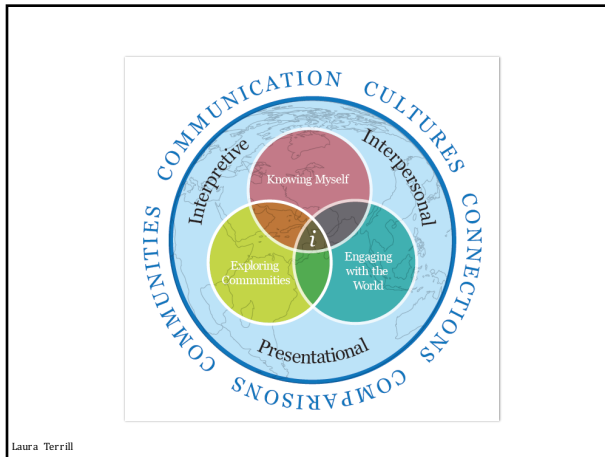 COMMUNICATION
CULTURES
CONNECTIONS
COMPARISONS
COMMUNITIES
Interpretive
Interpersonal
Presentational
Knowing Myself
i
Exploring
Communities
Engaging
with the
World
Laura Terrill